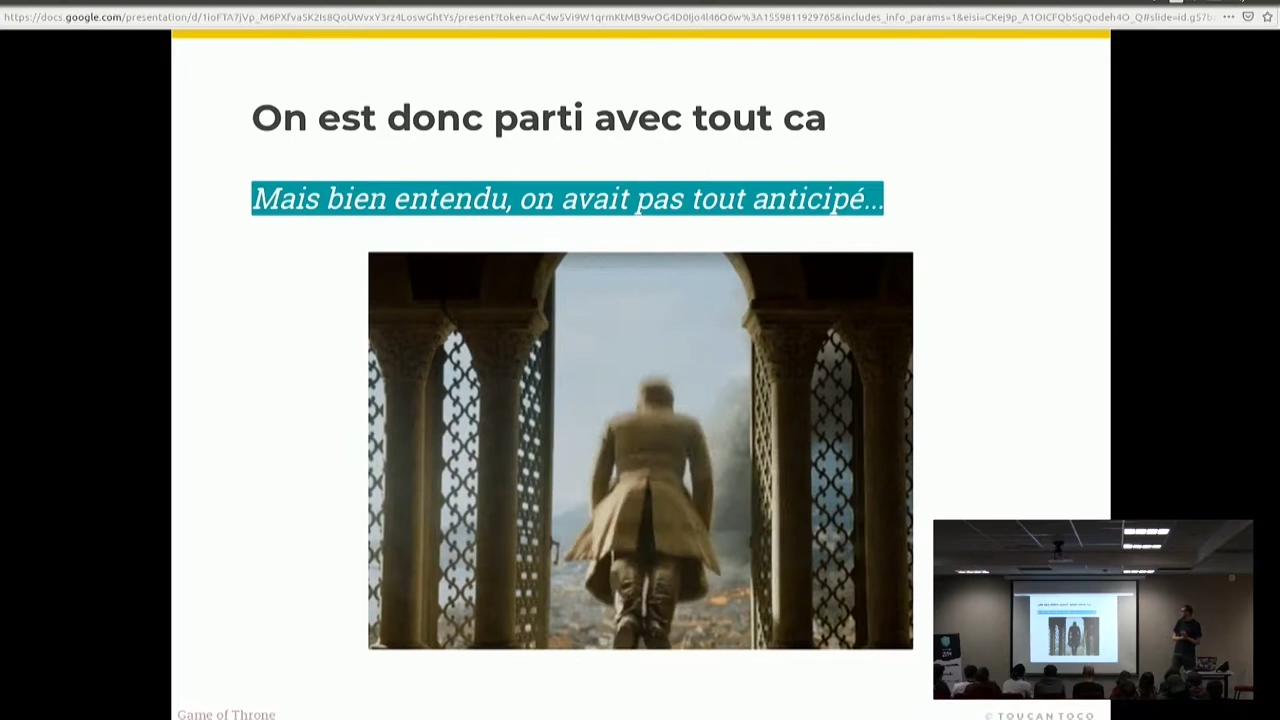 On est donc parti avec tout ca
Mais bien entendu, on avait pas tout anticipé...
Game of Throne
© TOUCAN TOCO